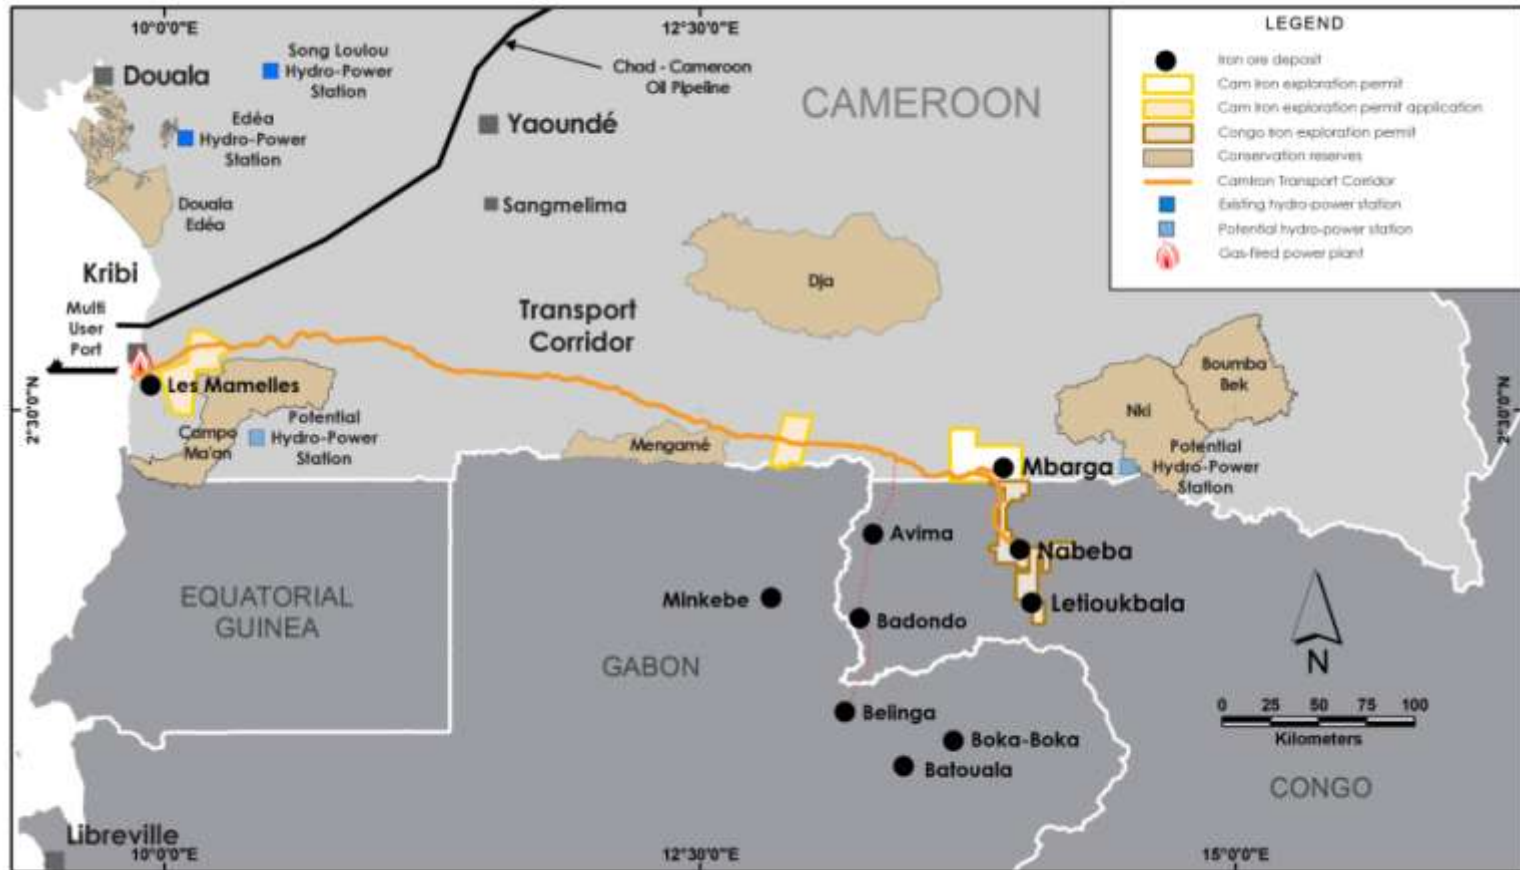 10°0'0"E
12°30'0"E
LEGEND
Iron ore deposit
Cam Iron exploration permit
Cam Iron exploration permit application
Congo Iron exploration permit
Conservation reserves
CamIron Transport Corridor
Existing hydro-power station
Potential hydro-power station
Gas-fired power plant
Douala
Song Loulou
Hydro-Power
Station
Chad - Cameroon
Oil Pipeline
CAMEROON
Edéa
Hydro-Power
Station
Yaoundé
Sangmelima
Douala
Edéa
Kribi
Dja
Multi
User
Port
Transport
Corridor
Boumba
Bek
Les Mamelles
2°30'0"N
2°30'0"N
Nki
Campo
Ma'an
Potential
Hydro-Power
Station
Mengamé
Potential
Hydro-Power
Station
Mbarga
Avima
Nabeba
Minkebe
Letioukbala
EQUATORIAL
GUINEA
Badondo
GABON
N
Belinga
Boka-Boka
Batouala
0 25 50 75 100
Kilometers
CONGO
Libreville
10°0'0"E
12°30'0"E
15°0'0"E